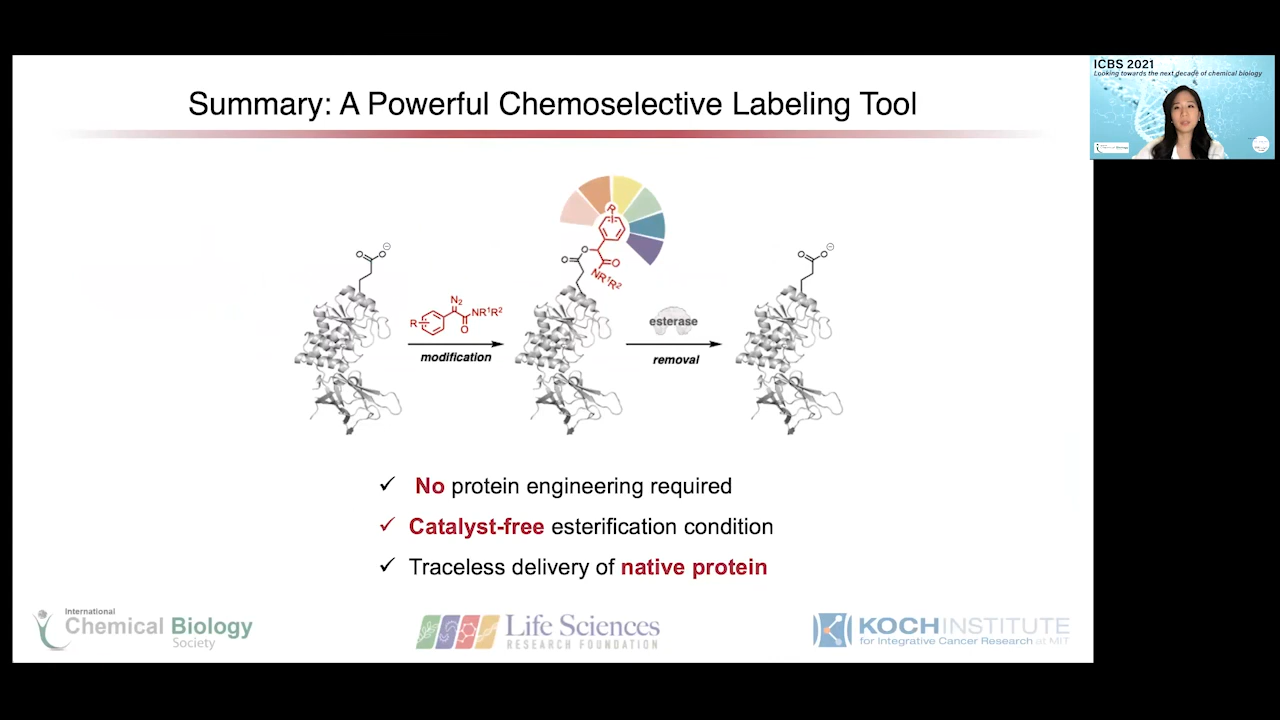 ICBS 2021
Looking towards the next decade of chemical biology
Summary: A Powerful Chemoselective Labeling Tool
O
O⊖
R
N₂
NR¹R²
O
modification
R
O
O
O
NR¹R²
esterase
removal
O
O⊖
✓ No protein engineering required
✓ Catalyst-free esterification condition
✓ Traceless delivery of native protein
International
Chemical Biology
Society
Life Sciences
RESEARCH FOUNDATION
KOCH INSTITUTE
for Integrative Cancer Research at MIT